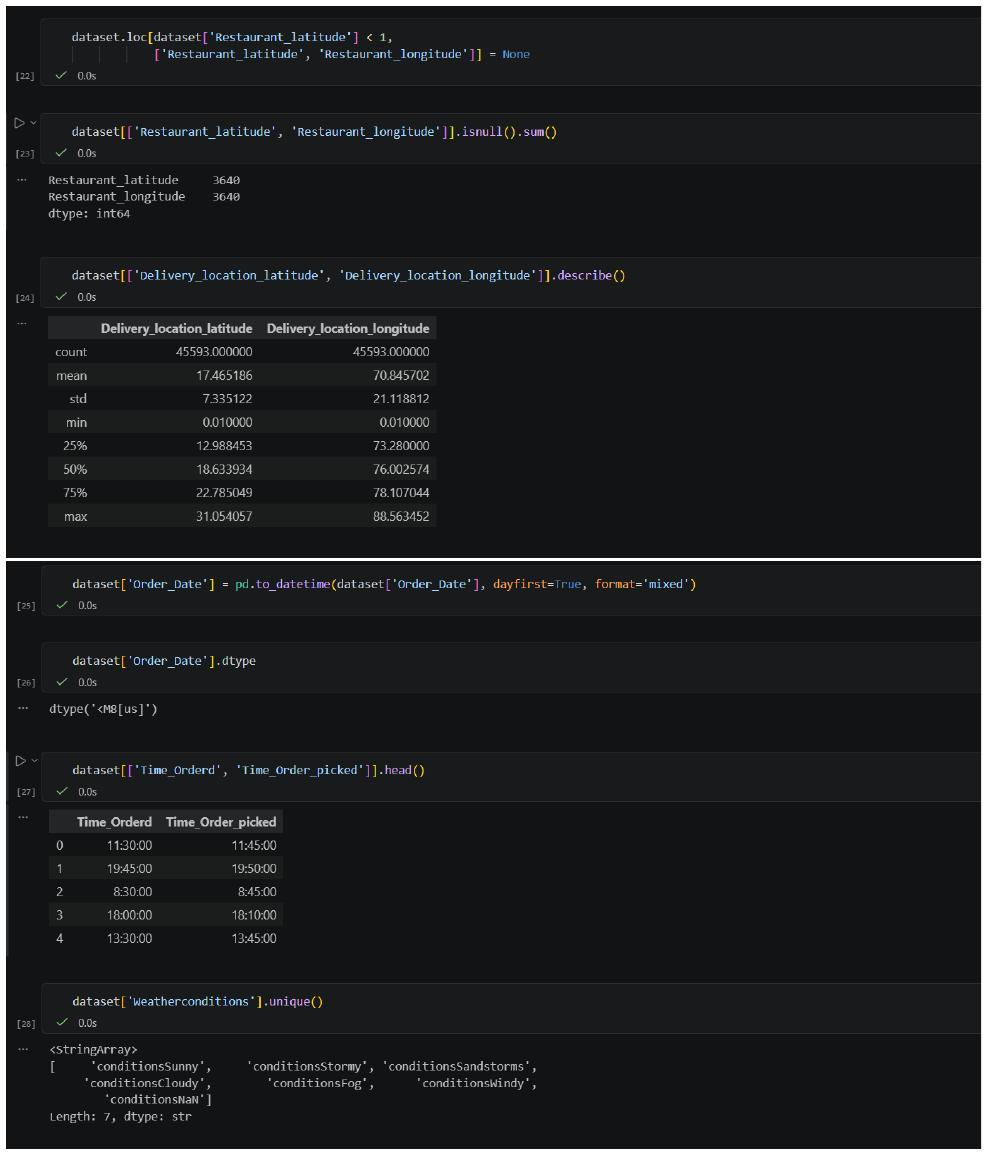 dataset.loc[dataset['Restaurant_latitude'] < 1,
['Restaurant_latitude', 'Restaurant_longitude']] = None
[22] 0.0s
dataset[['Restaurant_latitude', 'Restaurant_longitude']].isnull().sum()
[23] 0.0s
... Restaurant_latitude 3640
Restaurant_longitude 3640
dtype: int64
dataset[['Delivery_location_latitude', 'Delivery_location_longitude']].describe()
[24] 0.0s
...
Delivery_location_latitude Delivery_location_longitude
count 45593.000000 45593.000000
mean 17.465186 70.845702
std 7.335122 21.118812
min 0.010000 0.010000
25% 12.988453 73.280000
50% 18.633934 76.002574
75% 22.785049 78.107044
max 31.054057 88.563452
dataset['Order_Date'] = pd.to_datetime(dataset['Order_Date'], dayfirst=True, format='mixed')
[25] 0.0s
dataset['Order_Date'].dtype
[26] 0.0s
... dtype('<M8[us]')
dataset[['Time_Orderd', 'Time_Order_picked']].head()
[27] 0.0s
...
Time_Orderd Time_Order_picked
0 11:30:00 11:45:00
1 19:45:00 19:50:00
2 8:30:00 8:45:00
3 18:00:00 18:10:00
4 13:30:00 13:45:00
dataset['Weatherconditions'].unique()
[28] 0.0s
... <StringArray>
[ 'conditionsSunny', 'conditionsStormy', 'conditionsSandstorms',
'conditionsCloudy', 'conditionsFog', 'conditionsWindy',
'conditionsNaN']
Length: 7, dtype: str